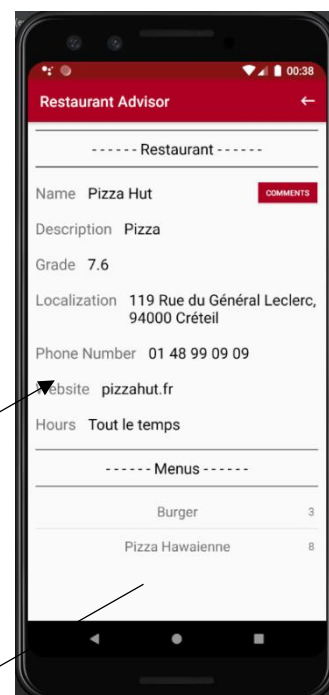 00:38
Restaurant Advisor ←
- - - - - - Restaurant - - - - - -
Name Pizza Hut COMMENTS
Description Pizza
Grade 7.6
Localization 119 Rue du Général Leclerc,
94000 Créteil
Phone Number 01 48 99 09 09
Website pizzahut.fr
Hours Tout le temps
- - - - - - Menus - - - - - -
Burger 3
Pizza Hawaienne 8